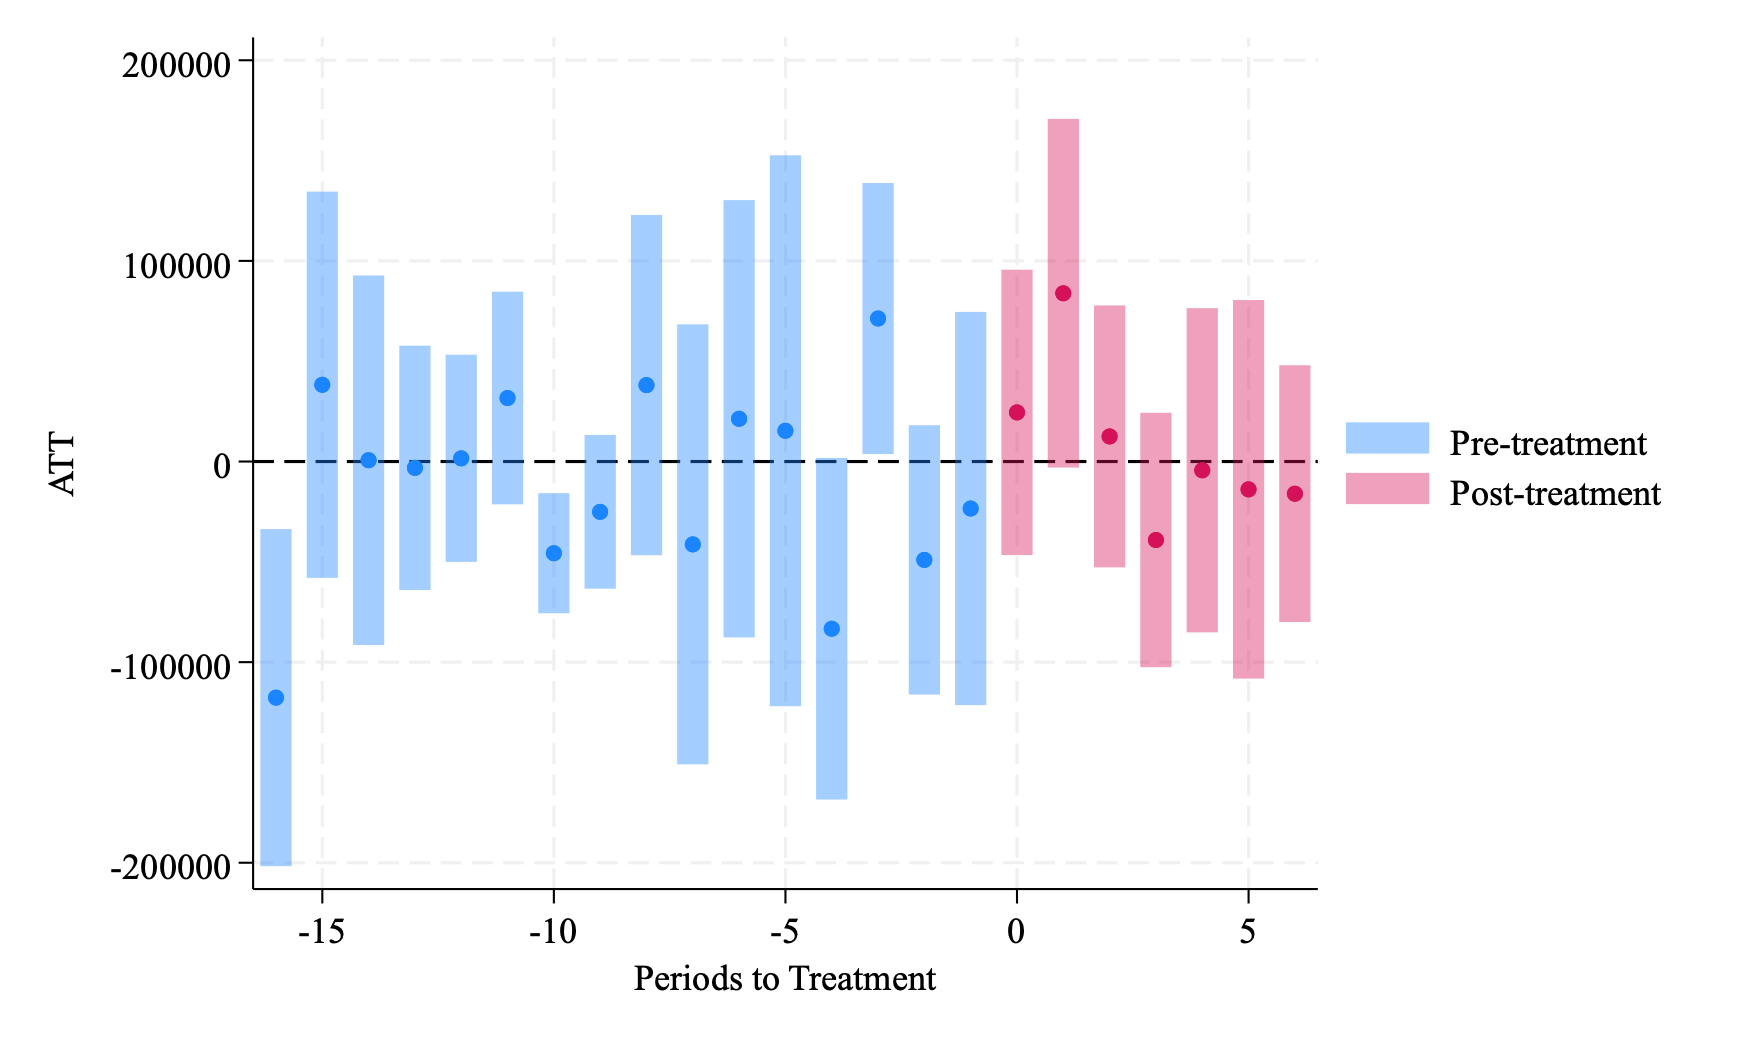 200000
100000
0
-100000
-200000
ATT
-15 -10 -5 0 5
Periods to Treatment
Pre-treatment
Post-treatment